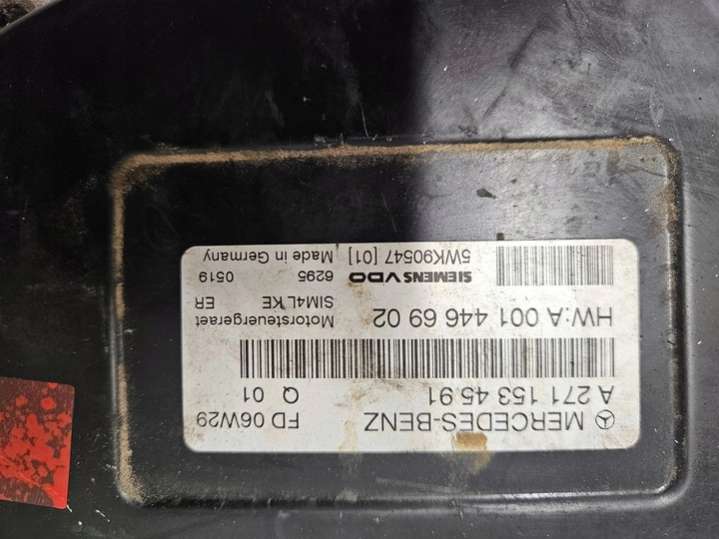 MERCEDES-BENZ FD 06W29
A 271 153 45 91 Q 01
HW:A 001 446 69 02 Motorsteuergeraet
SIM4LKE ER
SIEMENS VDO 6295 0519
5WK90547 [01] Made in Germany